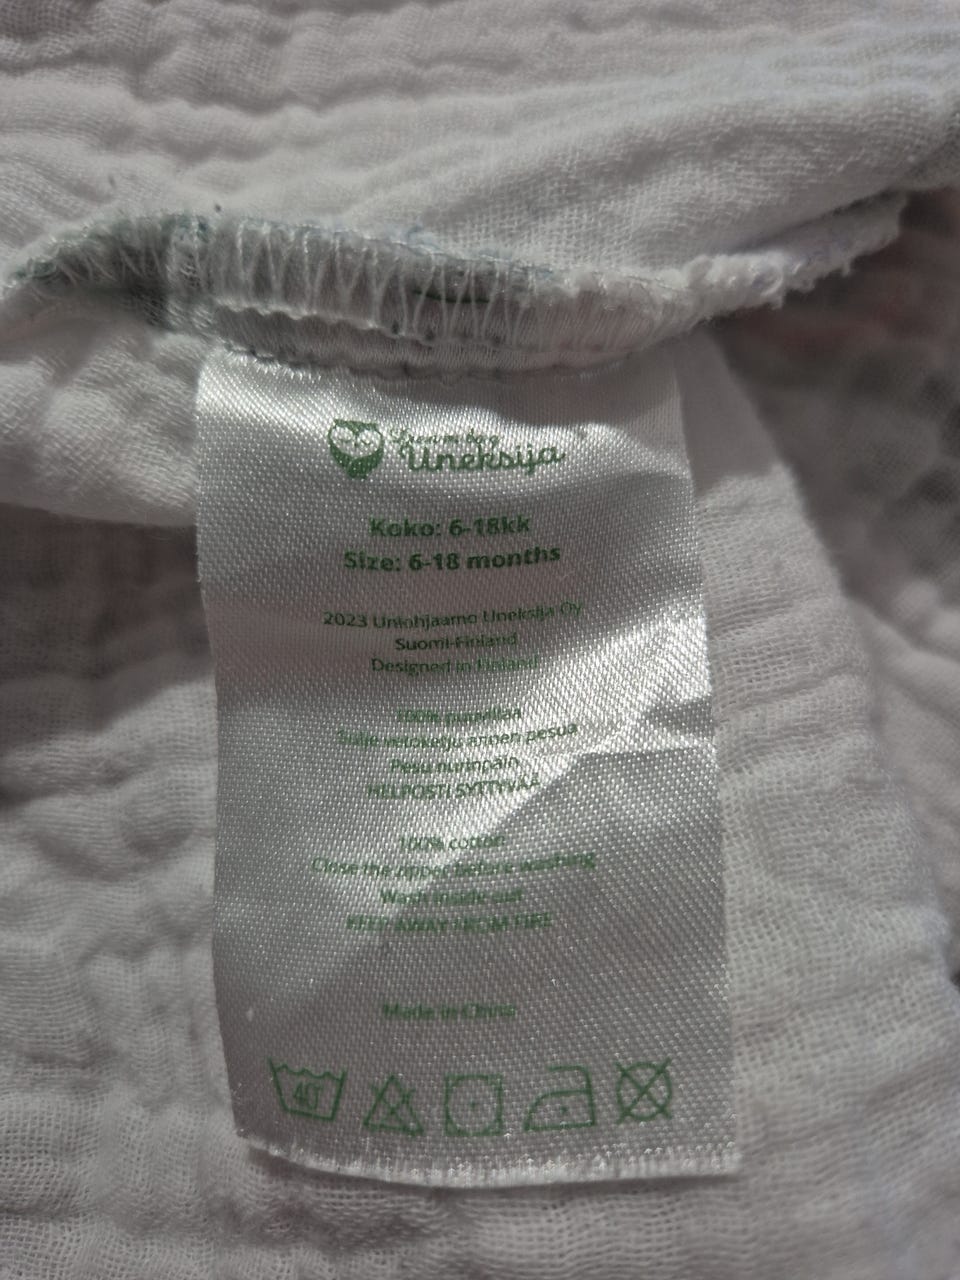 dream bag
Uneksija
Koko: 6-18kk
Size: 6-18 months
2023 Uniohjaamo Uneksija Oy
Suomi-Finland
Designed in Finland
100% puuvillaa
Sulje vetoketju ennen pesua
Pesu nurinpäin
HELPOSTI SYTTYVÄÄ
100% cotton
Close the zipper before washing
Wash inside out
KEEP AWAY FROM FIRE
Made in China
40°